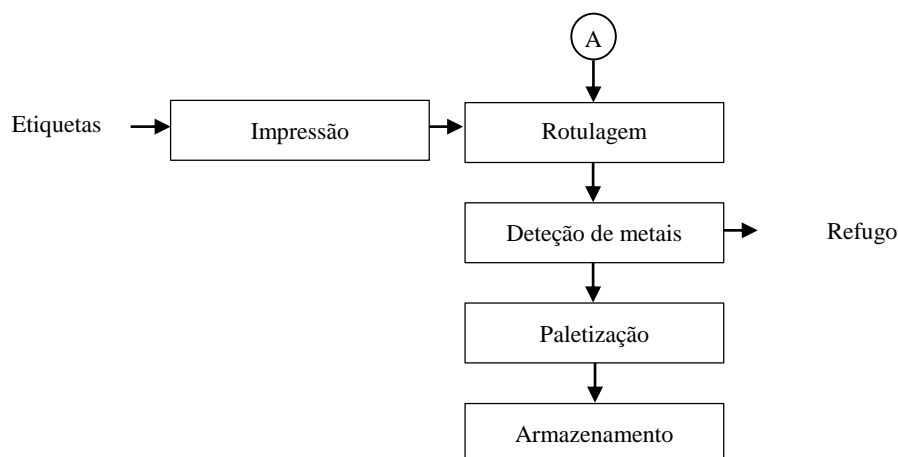 A
Etiquetas
Impressão
Rotulagem
Deteção de metais
Refugo
Paletização
Armazenamento